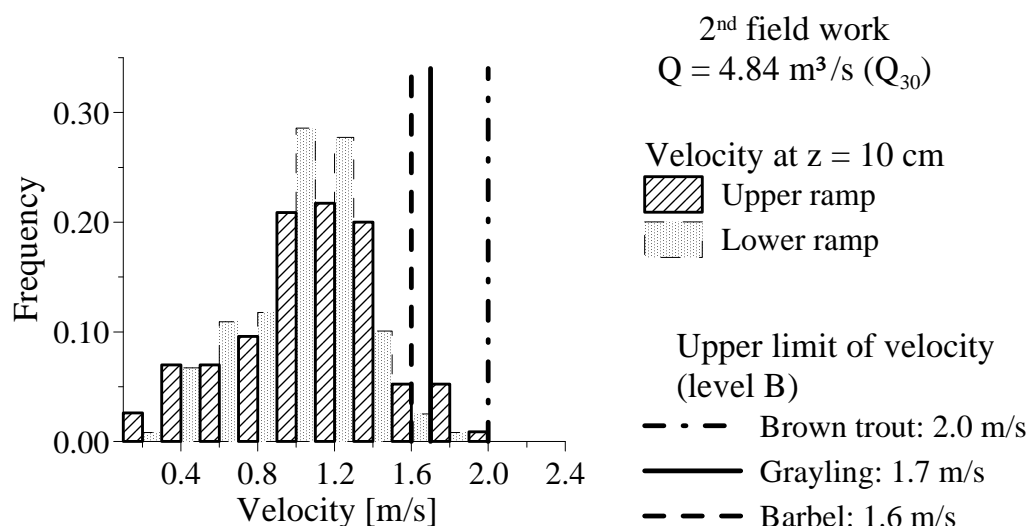 2nd field work
Q = 4.84 m³/s (Q30)
Velocity at z = 10 cm
Upper ramp
Lower ramp
Upper limit of velocity
(level B)
Brown trout: 2.0 m/s
Grayling: 1.7 m/s
Barbel: 1.6 m/s
Frequency
0.30
0.20
0.10
0.00
0.4 0.8 1.2 1.6 2.0 2.4
Velocity [m/s]